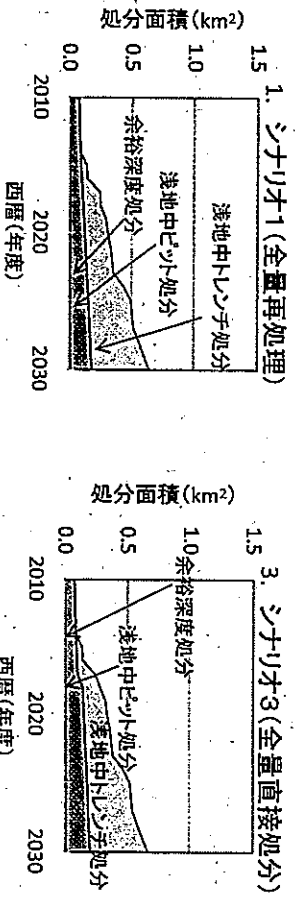 1. シナリオ1(全量再処理)
処分面積(km²)
1.5
1.0
0.5
0.0
浅地中トレンチ処分
浅地中ピット処分
余裕深度処分
2010
2020
2030
西暦(年度)
3. シナリオ3(全量直接処分)
処分面積(km²)
1.5
1.0
0.5
0.0
余裕深度処分
浅地中ピット処分
浅地中トレンチ処分
2010
2020
2030
西暦(年度)